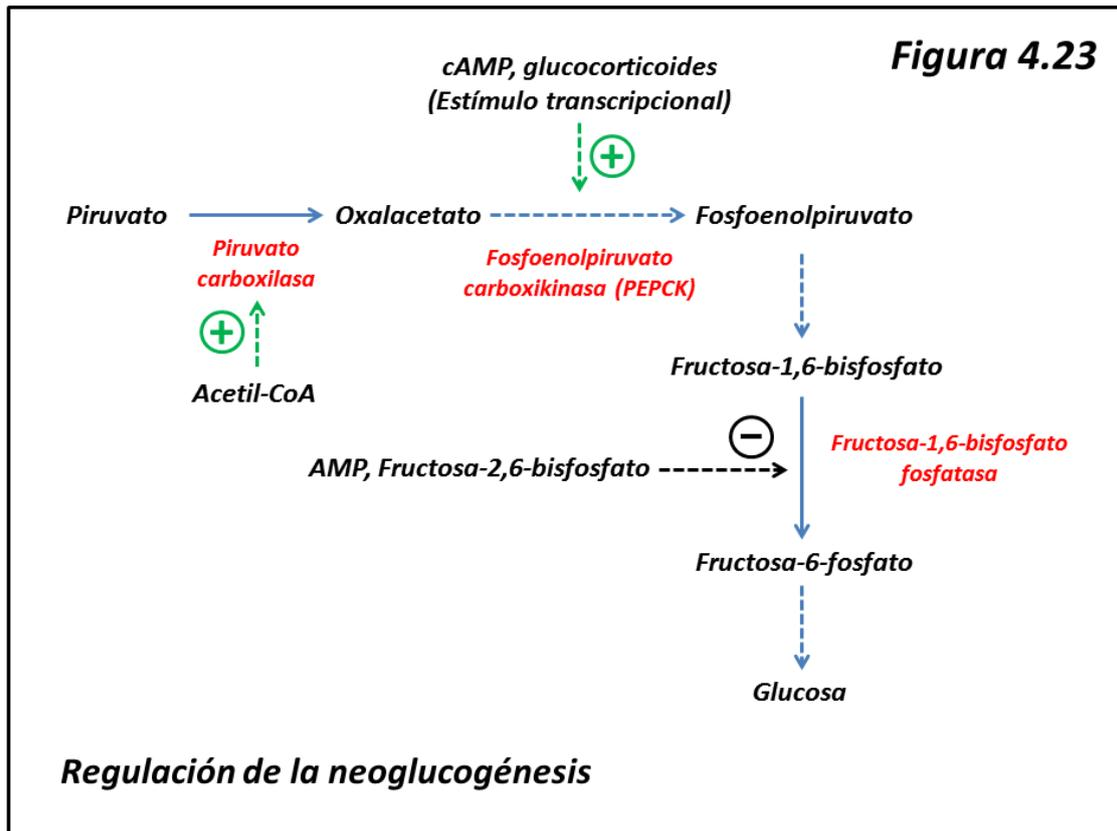 Figura 4.23
cAMP, glucocorticoides
(Estímulo transcripcional)
+
Piruvato
Oxalacetato
Fosfoenolpiruvato
Piruvato
carboxilasa
Fosfoenolpiruvato
carboxikinasa (PEPCK)
+
Acetil-CoA
Fructosa-1,6-bisfosfato
−
AMP, Fructosa-2,6-bisfosfato
Fructosa-1,6-bisfosfato
fosfatasa
Fructosa-6-fosfato
Glucosa
Regulación de la neoglucogénesis